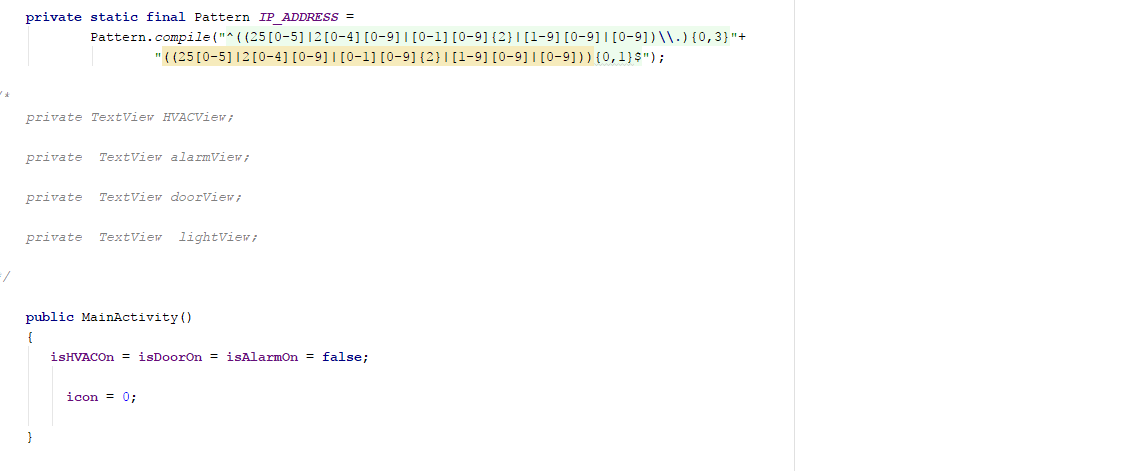 private static final Pattern IP_ADDRESS =
Pattern.compile("^((25[0-5]|2[0-4][0-9]|[0-1][0-9]{2}|[1-9][0-9]|[0-9])\\.){0,3}"+
"((25[0-5]|2[0-4][0-9]|[0-1][0-9]{2}|[1-9][0-9]|[0-9])){0,1}$");
/*
private TextView HVACView;
private  TextView alarmView;
private  TextView doorView;
private  TextView  lightView;
*/
public MainActivity()
{
isHVACOn = isDoorOn = isAlarmOn = false;
icon = 0;
}